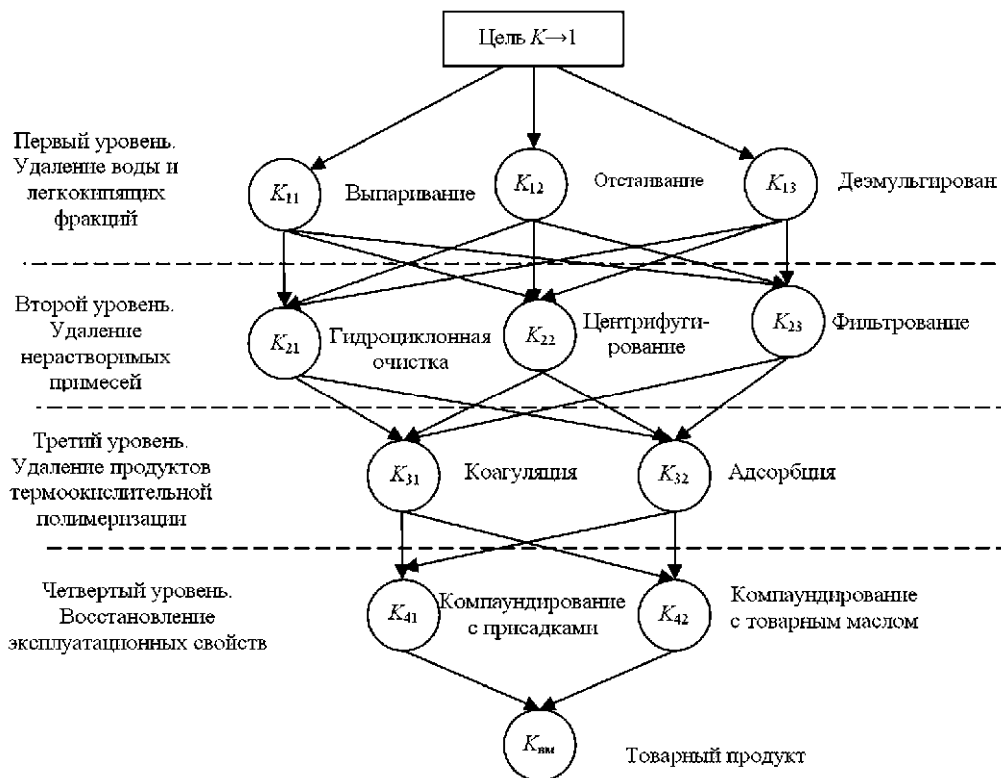 Цель K→1
Первый уровень.
Удаление воды и
легкокипящих
фракций
K11
Выпаривание
K12
Отстаивание
K13
Деэмульгирован
Второй уровень.
Удаление
нерастворимых
примесей
K21
Гидроциклонная
очистка
K22
Центрифуги-
рование
K23
Фильтрование
Третий уровень.
Удаление продуктов
термоокислительной
полимеризации
K31
Коагуляция
K32
Адсорбция
Четвертый уровень.
Восстановление
эксплуатационных свойств
K41
Компаундирование
с присадками
K42
Компаундирование
с товарным маслом
Kвм
Товарный продукт